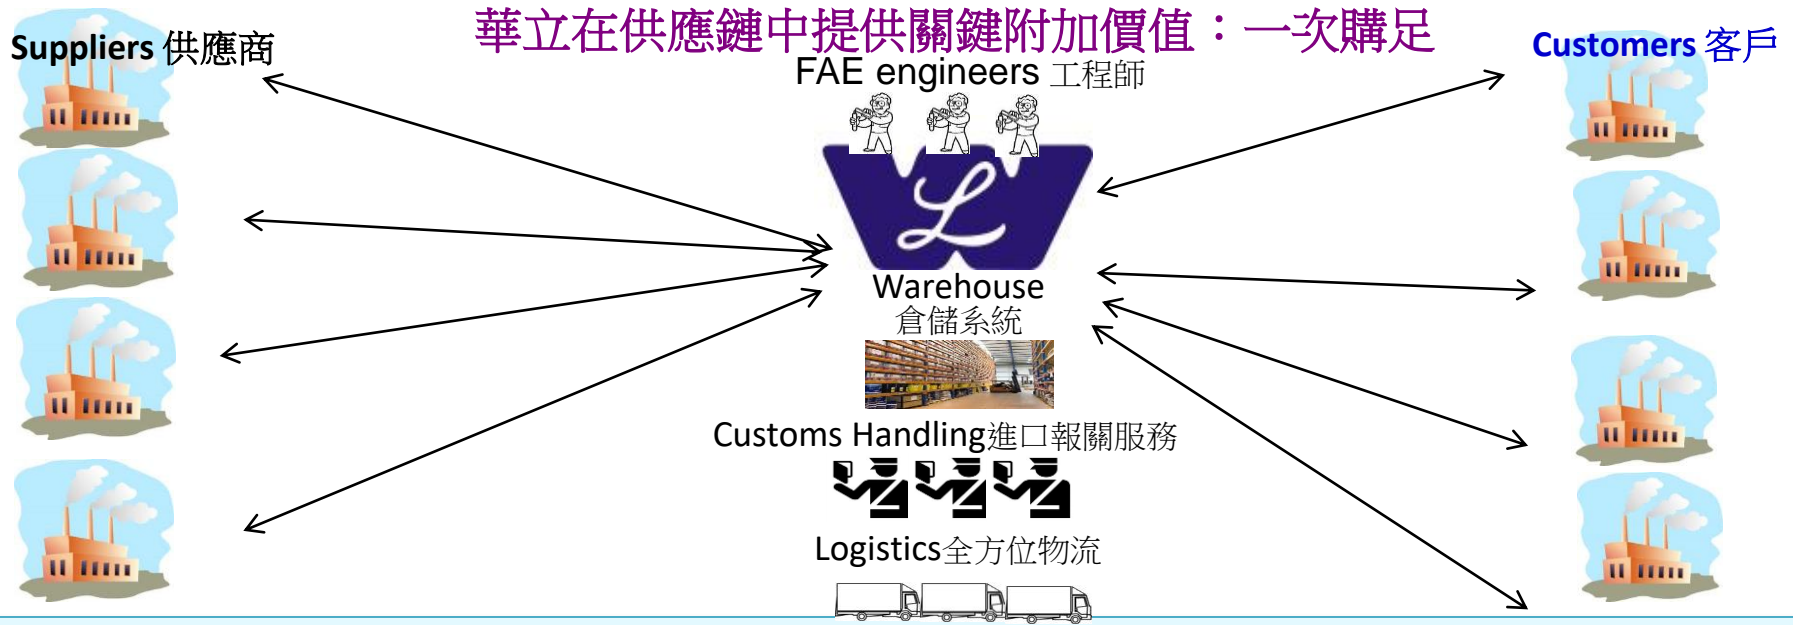 華立在供應鏈中提供關鍵附加價值：一次購足
Suppliers 供應商
Customers 客戶
FAE engineers 工程師
L
Warehouse
倉儲系統
Customs Handling進口報關服務
Logistics全方位物流